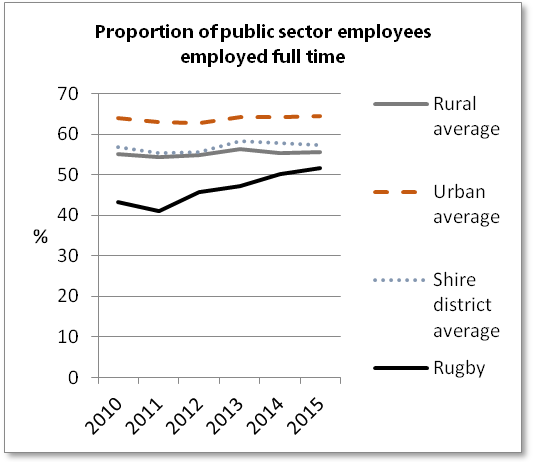 Proportion of public sector employees
employed full time
70
60
50
40
30
20
10
0
%
2010
2011
2012
2013
2014
2015
Rural
average
Urban
average
Shire
district
average
Rugby